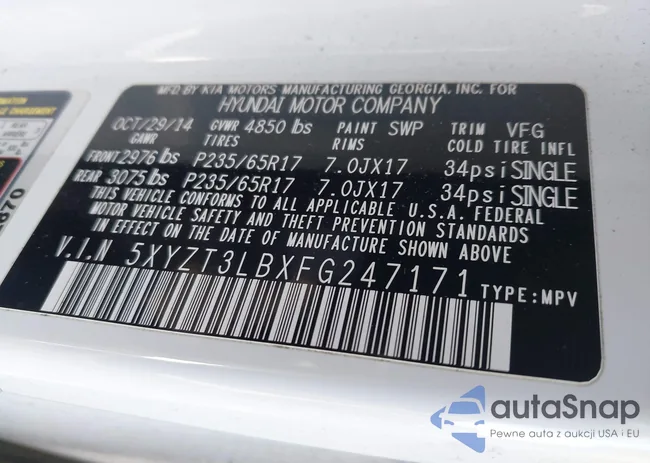 MFD BY KIA MOTORS MANUFACTURING GEORGIA, INC. FOR
HYUNDAI MOTOR COMPANY
OCT/29/14 GVWR 4850 lbs PAINT SWP TRIM VFG
GAWR TIRES RIMS COLD TIRE INFL
FRONT 2976 lbs P235/65R17 7.0JX17 34psi SINGLE
REAR 3075 lbs P235/65R17 7.0JX17 34psi SINGLE
THIS VEHICLE CONFORMS TO ALL APPLICABLE U.S.A. FEDERAL
MOTOR VEHICLE SAFETY AND THEFT PREVENTION STANDARDS
IN EFFECT ON THE DATE OF MANUFACTURE SHOWN ABOVE
V.I.N 5XYZT3LBXFG247171 TYPE:MPV
autaSnap
Pewne auta z aukcji USA i EU